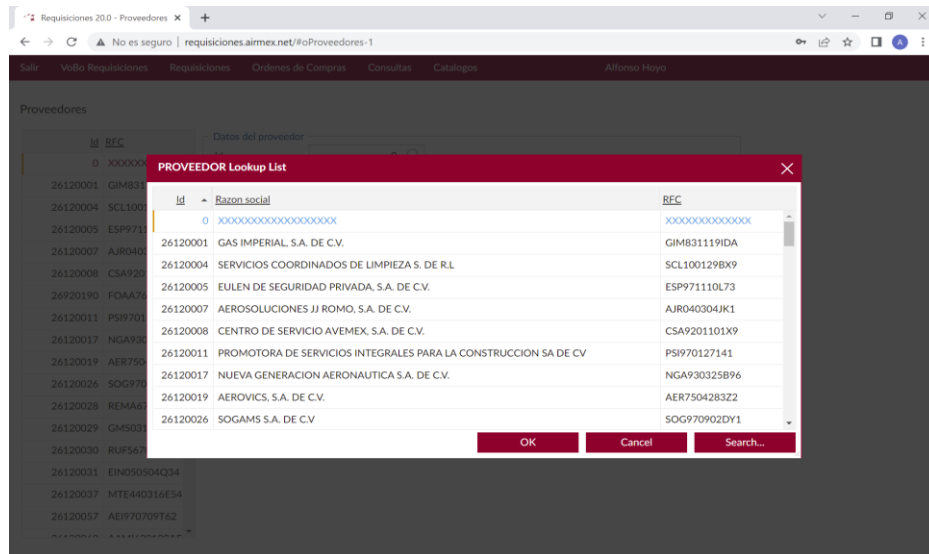 Requisiciones 20.0 - Proveedores
No es seguro | requisiciones.airmex.net/#oProveedores-1
A
Salir VoBo Requisiciones Requisiciones Ordenes de Compras Consultas Catalogos Alfonso Hoyo
Proveedores
Datos del proveedor
Id RFC
0 XXXXXX
26120001 GIM831
26120004 SCL100
26120005 ESP971
26120007 AJR040
26120008 CSA920
26920190 FOAA76
26120011 PSI9701
26120017 NGA930
26120019 AER750
26120026 SOG970
26120028 REMA67
26120029 GMS031
26120030 RUFS67
26120031 EIN050504Q34
26120037 MTE440316E54
26120057 AEI970709T62
PROVEEDOR Lookup List
Id Razon social RFC
0 XXXXXXXXXXXXXXXXXX XXXXXXXXXXXXX
26120001 GAS IMPERIAL, S.A. DE C.V. GIM831119IDA
26120004 SERVICIOS COORDINADOS DE LIMPIEZA S. DE R.L SCL100129BX9
26120005 EULEN DE SEGURIDAD PRIVADA, S.A. DE C.V. ESP971110L73
26120007 AEROSOLUCIONES JJ ROMO, S.A. DE C.V. AJR040304JK1
26120008 CENTRO DE SERVICIO AVEMEX, S.A. DE C.V. CSA9201101X9
26120011 PROMOTORA DE SERVICIOS INTEGRALES PARA LA CONSTRUCCION SA DE CV PSI970127141
26120017 NUEVA GENERACION AERONAUTICA S.A. DE C.V. NGA930325B96
26120019 AEROVICS, S.A. DE C.V. AER7504283Z2
26120026 SOGAMS S.A. DE C.V SOG970902DY1
OK Cancel Search...